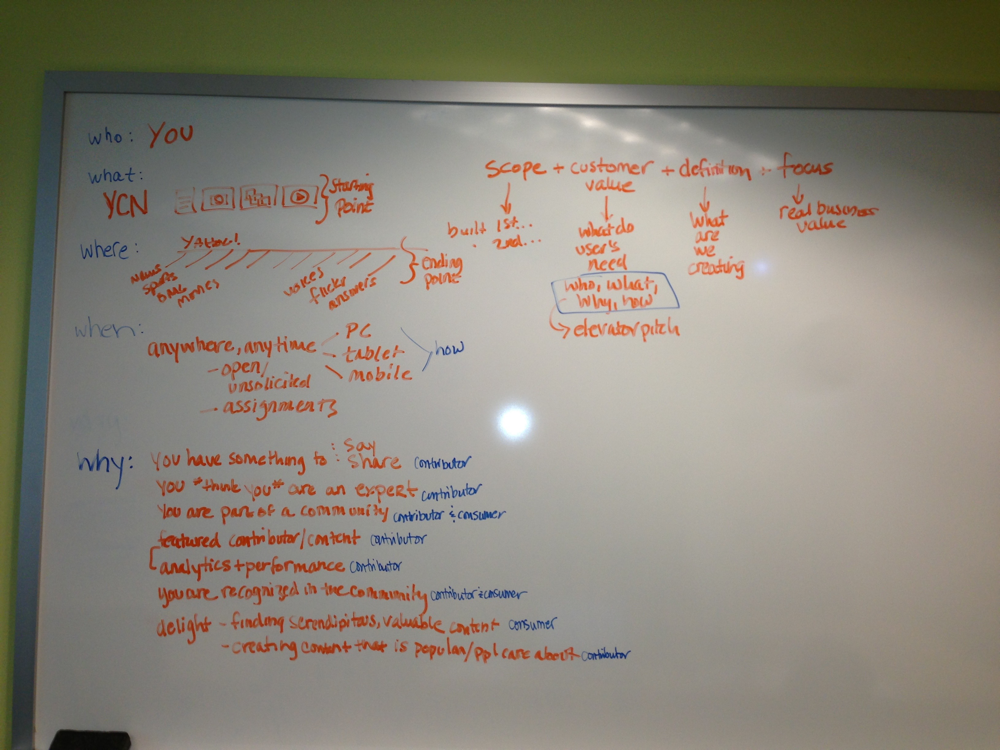 who: YOU
what:
YCN
Starting
Point
where:
Yahoo!
news
sports
omg
movies
voices
flickr
answers
Ending
Point
when:
anywhere, anytime
- PC
- tablet
- mobile
how
- open/
unsolicited
- assignments
why:
You have something to : say
: share contributor
You *think you* are an expert contributor
You are part of a community contributor & consumer
featured contributor/content contributor
analytics + performance contributor
you are recognized in the community contributor & consumer
delight - finding serendipitous, valuable content consumer
- creating content that is popular/ppl care about contributor
scope + customer + definition + focus
value
built 1st...
2nd...
what do
user's
need
who, what,
why, how
elevator pitch
what
are
we
creating
real business
value